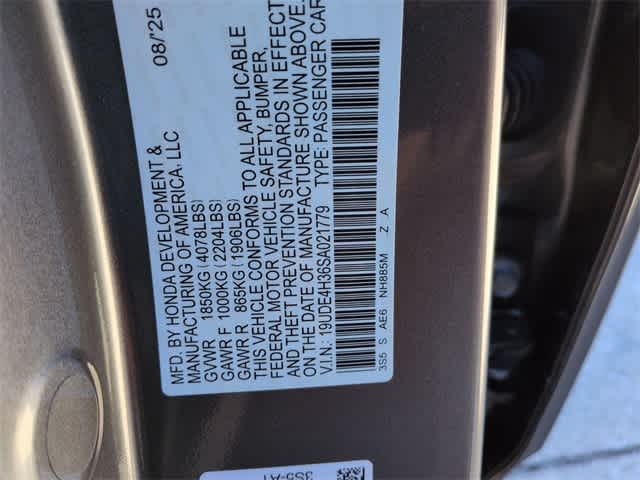 MFD. BY HONDA DEVELOPMENT & 08/'25
MANUFACTURING OF AMERICA. LLC
GVWR 1850KG(4078LBS)
GAWR F 1000KG(2204LBS)
GAWR R 865KG(1906LBS)
THIS VEHICLE CONFORMS TO ALL APPLICABLE
FEDERAL MOTOR VEHICLE SAFETY, BUMPER,
AND THEFT PREVENTION STANDARDS IN EFFECT
ON THE DATE OF MANUFACTURE SHOWN ABOVE.
V.I.N.: 19UDE4H36SA021779 TYPE: PASSENGER CAR
3S5 S AE6 NH885M Z A
3S5-A1